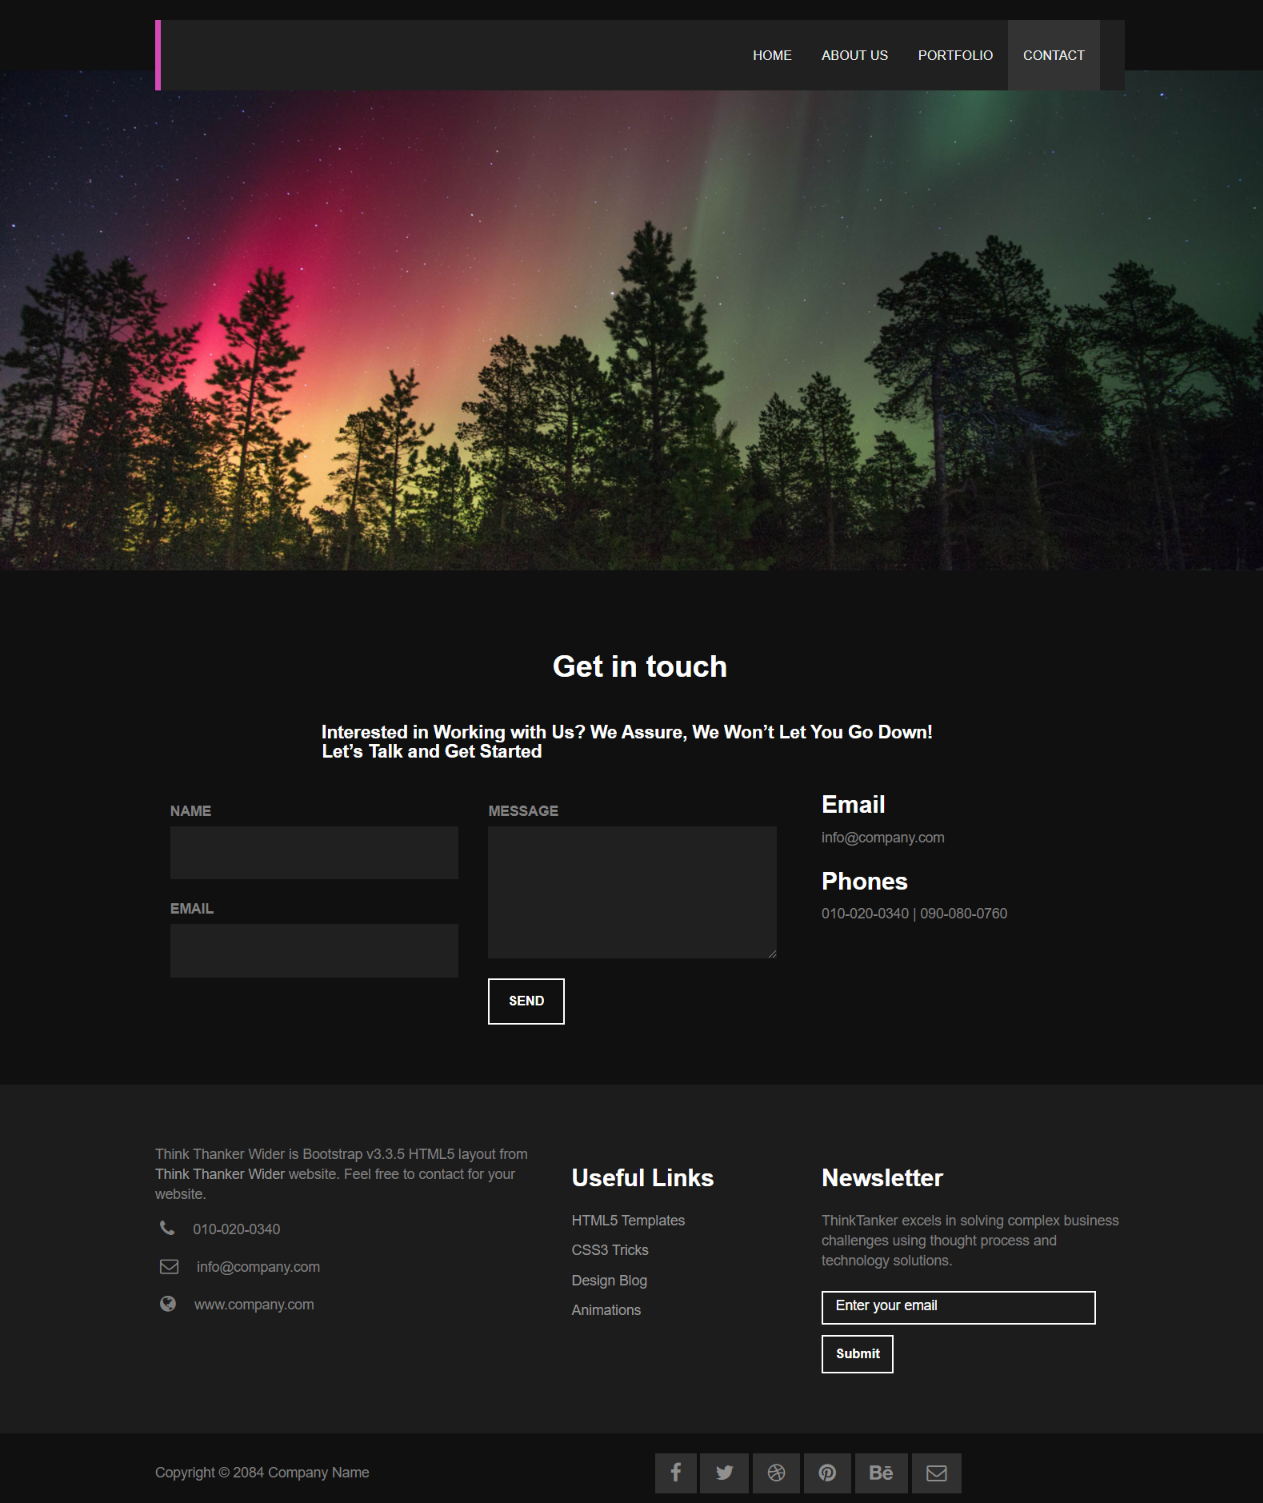 HOME ABOUT US PORTFOLIO CONTACT
Get in touch
Interested in Working with Us? We Assure, We Won’t Let You Go Down!
Let’s Talk and Get Started
NAME
EMAIL
MESSAGE
SEND
Email
info@company.com
Phones
010-020-0340 | 090-080-0760
Think Thanker Wider is Bootstrap v3.3.5 HTML5 layout from
Think Thanker Wider website. Feel free to contact for your
website.
010-020-0340
info@company.com
www.company.com
Useful Links
HTML5 Templates
CSS3 Tricks
Design Blog
Animations
Newsletter
ThinkTanker excels in solving complex business
challenges using thought process and
technology solutions.
Enter your email
Submit
Copyright © 2084 Company Name